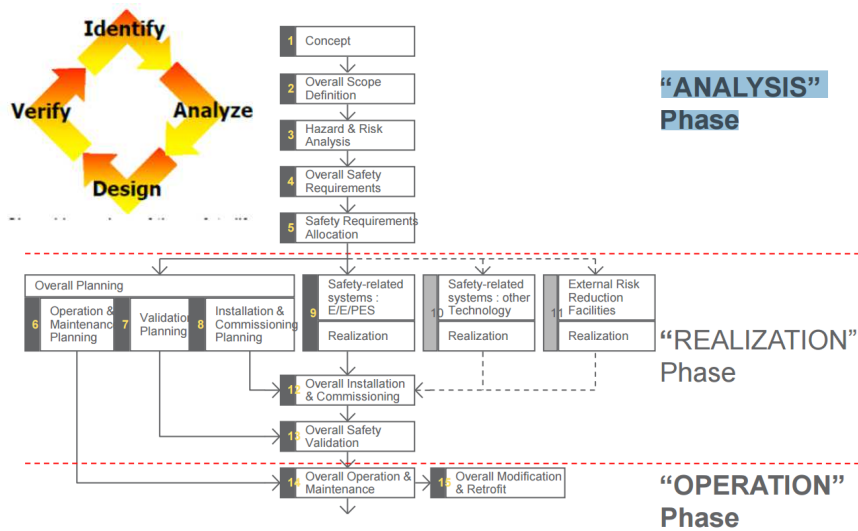 Identify
Analyze
Design
Verify
1 Concept
2 Overall Scope
Definition
3 Hazard & Risk
Analysis
4 Overall Safety
Requirements
5 Safety Requirements
Allocation
"ANALYSIS"
Phase
Overall Planning
6 Operation &
Maintenance
Planning
7 Validation
Planning
8 Installation &
Commissioning
Planning
9 Safety-related
systems :
E/E/PES
Realization
10 Safety-related
systems : other
Technology
Realization
11 External Risk
Reduction
Facilities
Realization
"REALIZATION"
Phase
12 Overall Installation
& Commissioning
13 Overall Safety
Validation
14 Overall Operation &
Maintenance
15 Overall Modification
& Retrofit
"OPERATION"
Phase